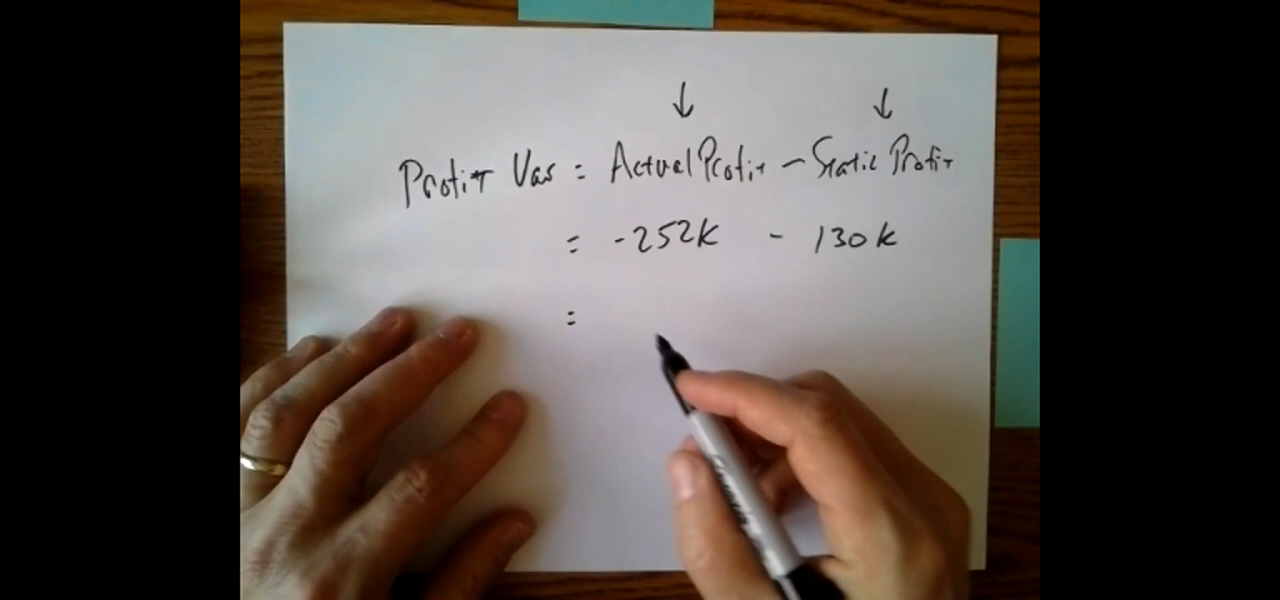 ↓ ↓
Profit Var = Actual Profit - Static Profit
= -252K - 130K
=